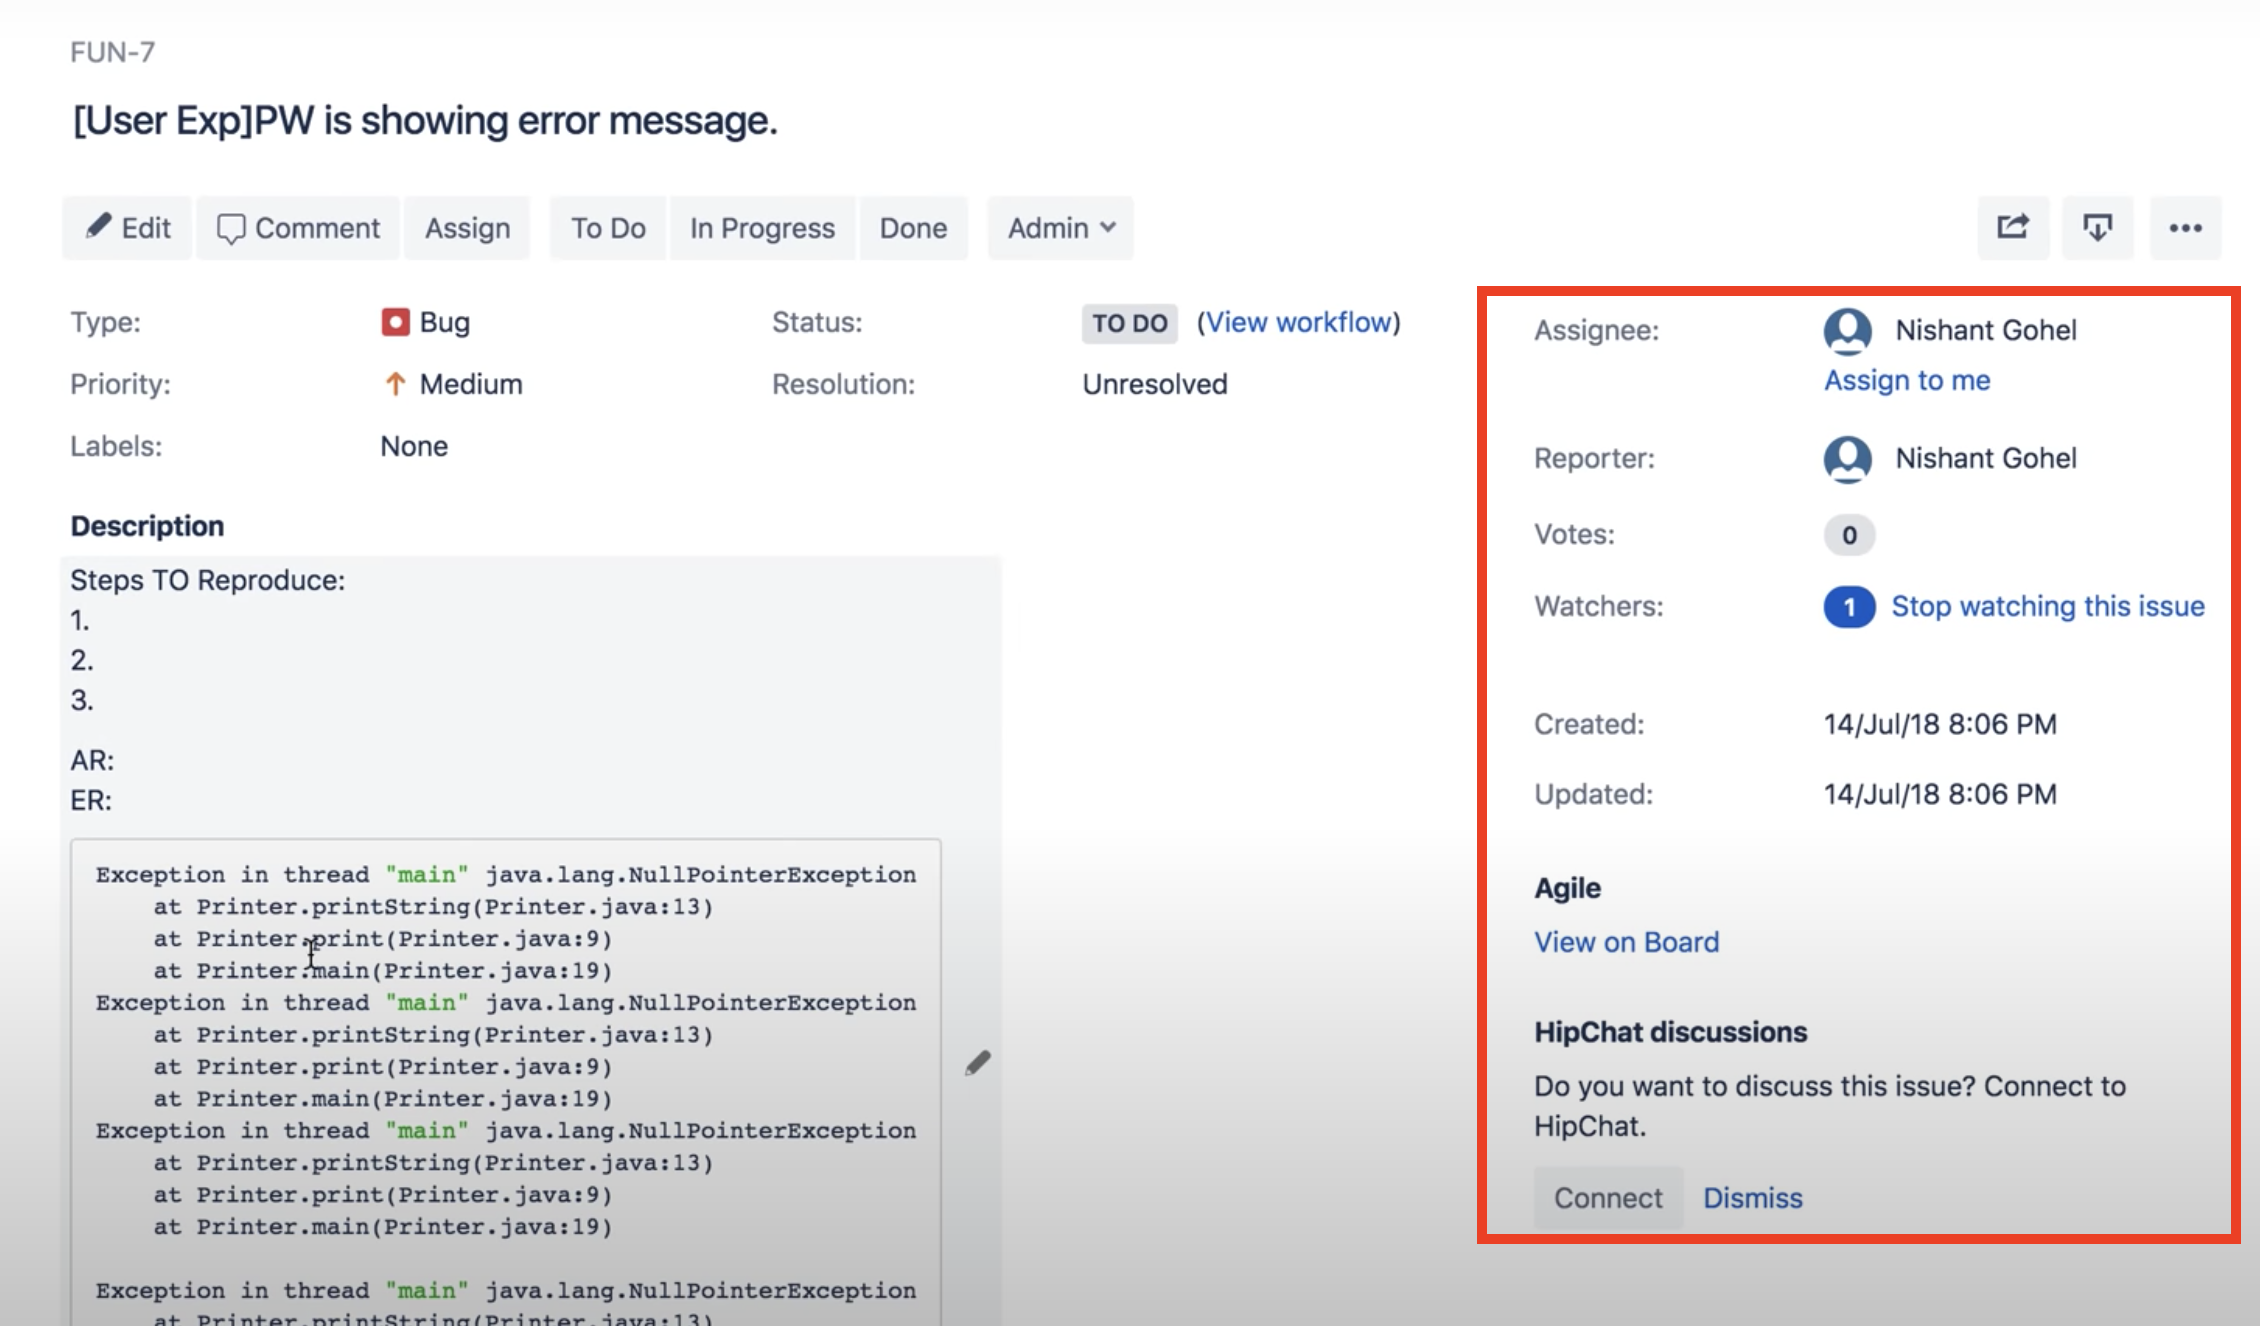 FUN-7
[User Exp]PW is showing error message.
Edit Comment Assign To Do In Progress Done Admin
Type: Bug
Priority: Medium
Labels: None
Status: TO DO (View workflow)
Resolution: Unresolved
Description
Steps TO Reproduce:
1.
2.
3.
AR:
ER:
Exception in thread "main" java.lang.NullPointerException
at Printer.printString(Printer.java:13)
at Printer.print(Printer.java:9)
at Printer.main(Printer.java:19)
Exception in thread "main" java.lang.NullPointerException
at Printer.printString(Printer.java:13)
at Printer.print(Printer.java:9)
at Printer.main(Printer.java:19)
Exception in thread "main" java.lang.NullPointerException
at Printer.printString(Printer.java:13)
at Printer.print(Printer.java:9)
at Printer.main(Printer.java:19)
Exception in thread "main" java.lang.NullPointerException
at Printer.printString(Printer.java:13)
Assignee: Nishant Gohel
Assign to me
Reporter: Nishant Gohel
Votes: 0
Watchers: 1 Stop watching this issue
Created: 14/Jul/18 8:06 PM
Updated: 14/Jul/18 8:06 PM
Agile
View on Board
HipChat discussions
Do you want to discuss this issue? Connect to
HipChat.
Connect Dismiss